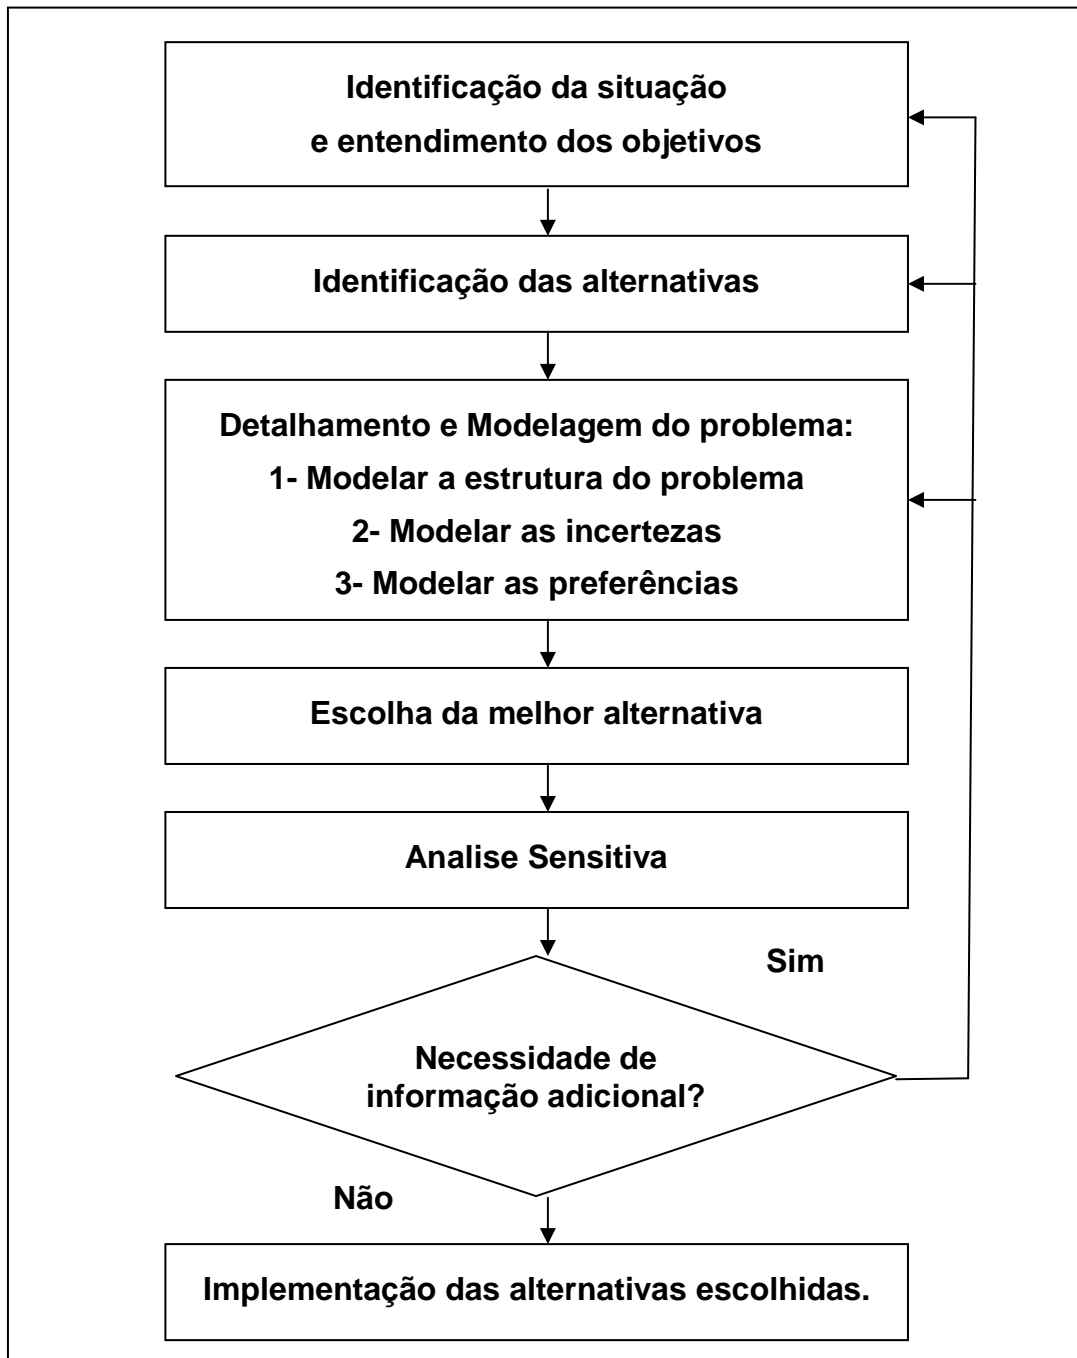 Identificação da situação
e entendimento dos objetivos
Identificação das alternativas
Detalhamento e Modelagem do problema:
1- Modelar a estrutura do problema
2- Modelar as incertezas
3- Modelar as preferências
Escolha da melhor alternativa
Analise Sensitiva
Sim
Necessidade de
informação adicional?
Não
Implementação das alternativas escolhidas.